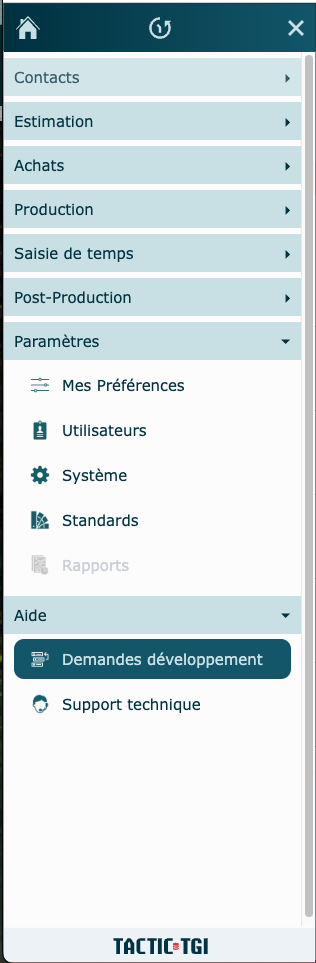 Contacts
Estimation
Achats
Production
Saisie de temps
Post-Production
Paramètres
Mes Préférences
Utilisateurs
Système
Standards
Rapports
Aide
Demandes développement
Support technique
TACTIC TGI